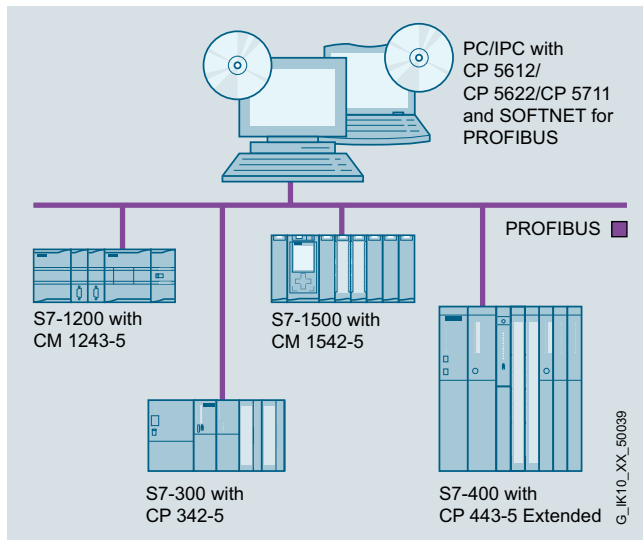 PC/IPC with
CP 5612/
CP 5622/CP 5711
and SOFTNET for
PROFIBUS
PROFIBUS
S7-1200 with
CM 1243-5
S7-1500 with
CM 1542-5
S7-300 with
CP 342-5
S7-400 with
CP 443-5 Extended
G_IK10_XX_50039